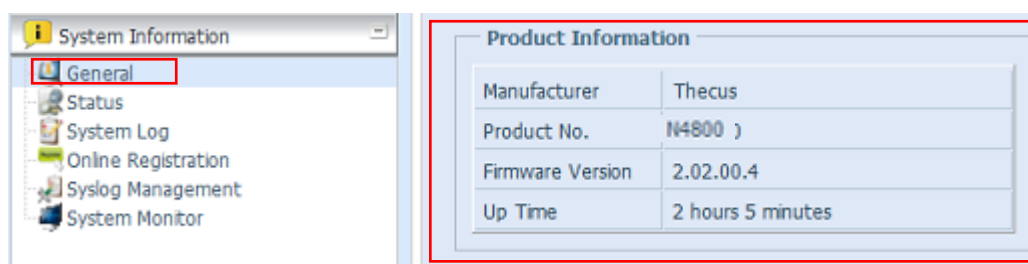 System Information
General
Status
System Log
Online Registration
Syslog Management
System Monitor
Product Information
Manufacturer Thecus
Product No. N4800 )
Firmware Version 2.02.00.4
Up Time 2 hours 5 minutes